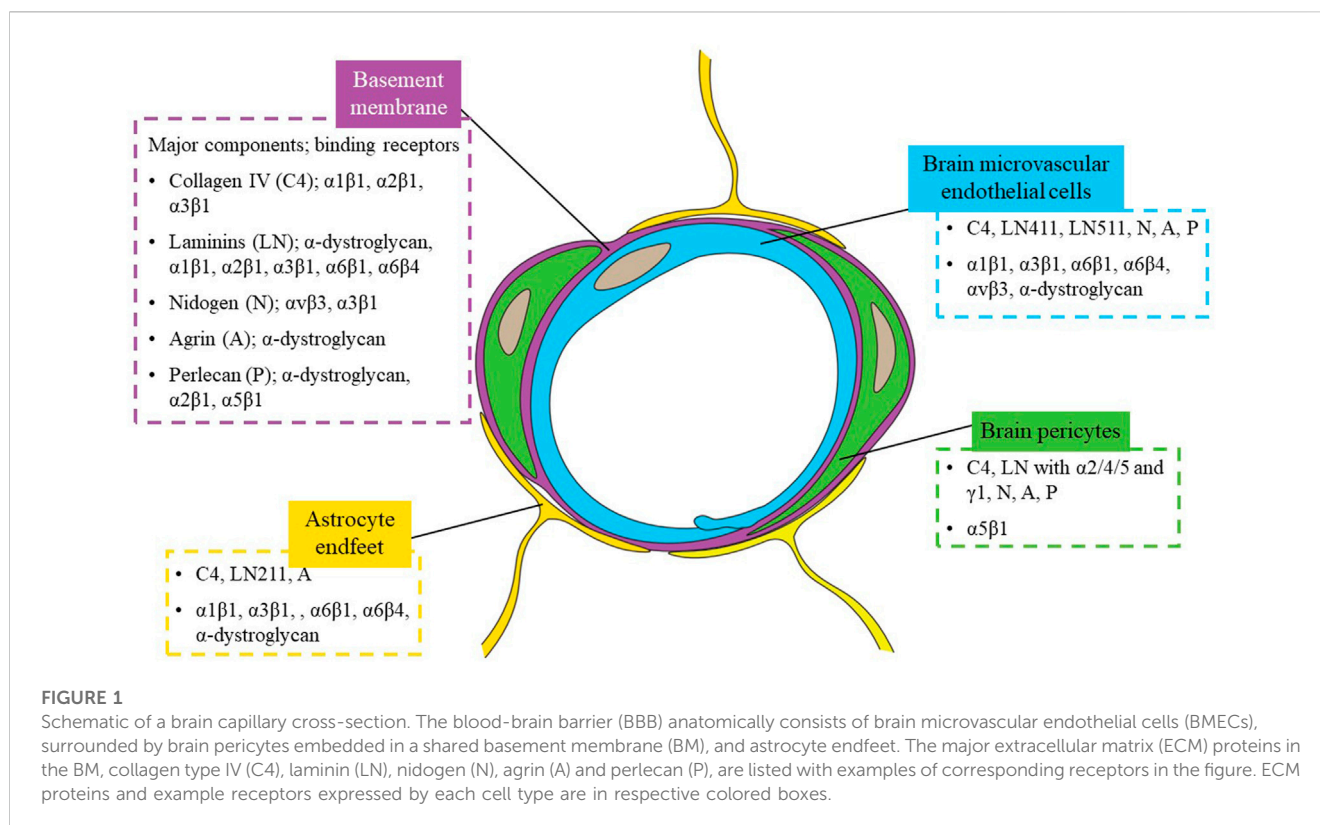 Basement
membrane
Major components; binding receptors
• Collagen IV (C4); α1β1, α2β1,
α3β1
• Laminins (LN); α-dystroglycan,
α1β1, α2β1, α3β1, α6β1, α6β4
• Nidogen (N); αvβ3, α3β1
• Agrin (A); α-dystroglycan
• Perlecan (P); α-dystroglycan,
α2β1, α5β1
Brain microvascular
endothelial cells
• C4, LN411, LN511, N, A, P
• α1β1, α3β1, α6β1, α6β4,
αvβ3, α-dystroglycan
Brain pericytes
• C4, LN with α2/4/5 and
γ1, N, A, P
• α5β1
Astrocyte
endfeet
• C4, LN211, A
• α1β1, α3β1, , α6β1, α6β4,
α-dystroglycan
FIGURE 1
Schematic of a brain capillary cross-section. The blood-brain barrier (BBB) anatomically consists of brain microvascular endothelial cells (BMECs),
surrounded by brain pericytes embedded in a shared basement membrane (BM), and astrocyte endfeet. The major extracellular matrix (ECM) proteins in
the BM, collagen type IV (C4), laminin (LN), nidogen (N), agrin (A) and perlecan (P), are listed with examples of corresponding receptors in the figure. ECM
proteins and example receptors expressed by each cell type are in respective colored boxes.